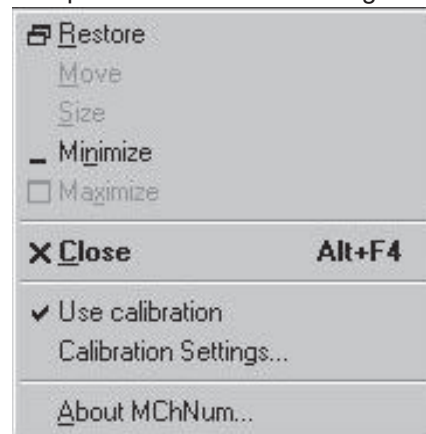 Restore
Move
Size
Minimize
Maximize
Close Alt+F4
Use calibration
Calibration Settings...
About MChNum...